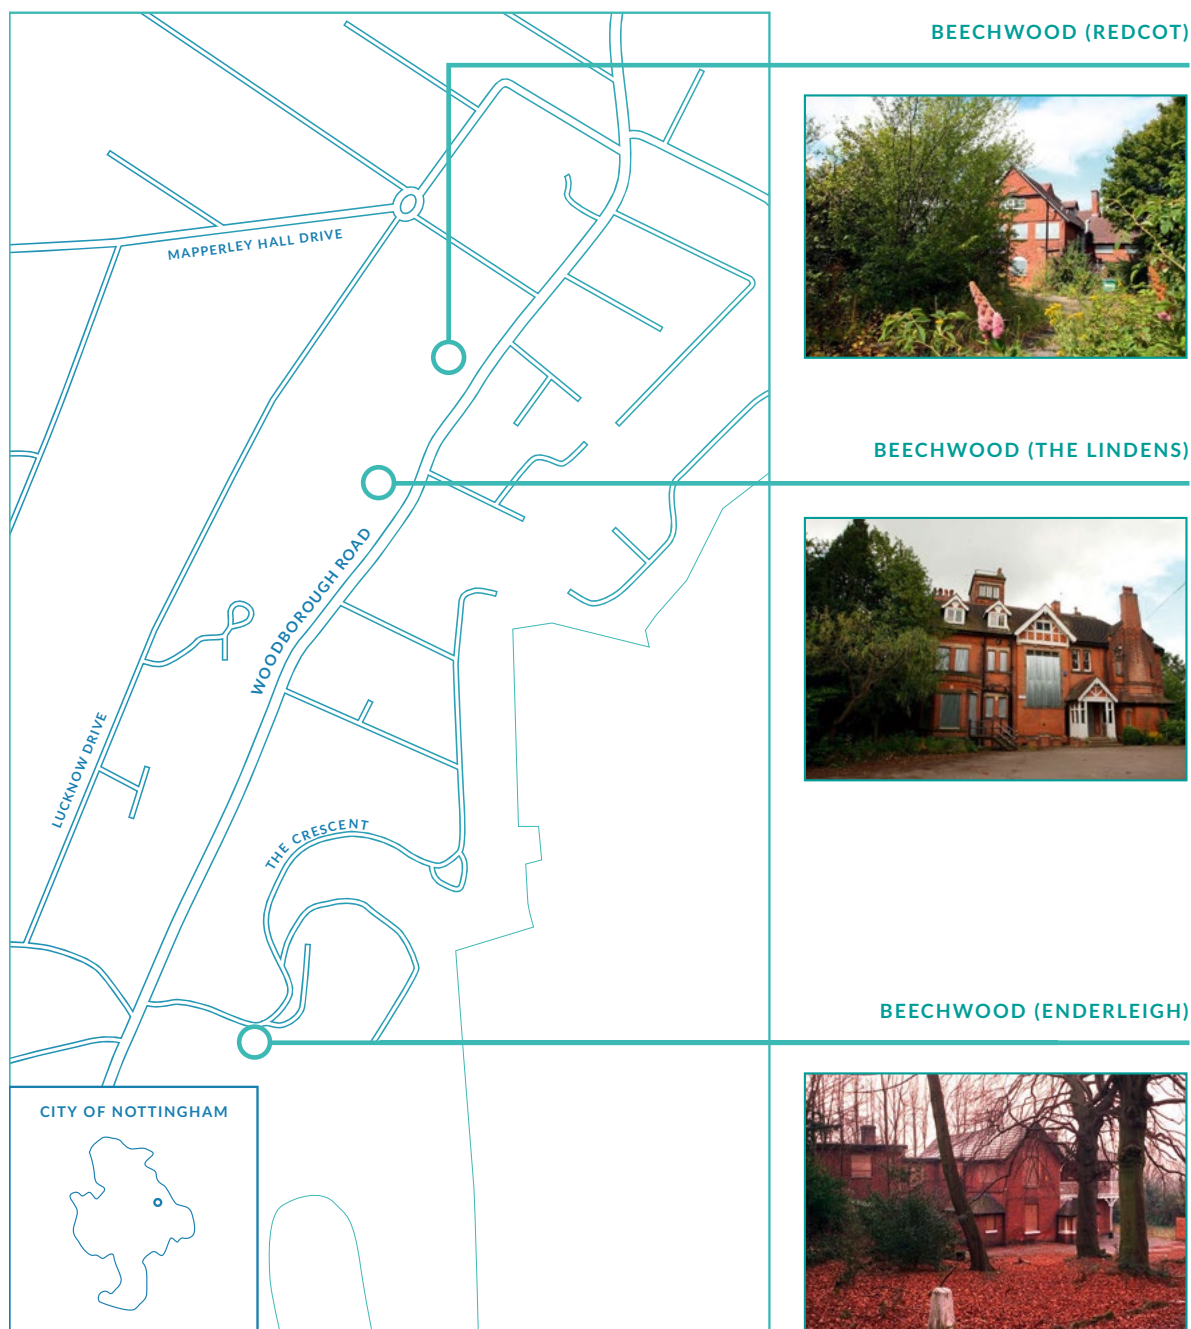 BEECHWOOD (REDCOT)
MAPPERLEY HALL DRIVE
BEECHWOOD (THE LINDENS)
WOODBOROUGH ROAD
LUCKNOW DRIVE
THE CRESCENT
BEECHWOOD (ENDERLEIGH)
CITY OF NOTTINGHAM